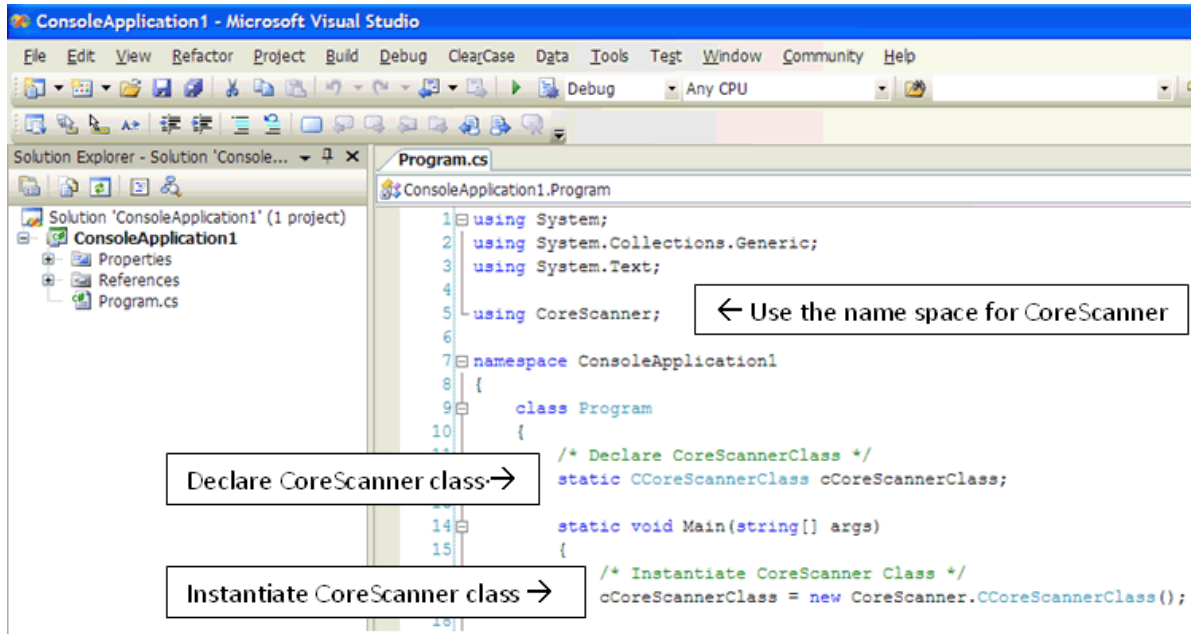 ConsoleApplication1 - Microsoft Visual Studio
File Edit View Refactor Project Build Debug ClearCase Data Tools Test Window Community Help
Debug Any CPU
Solution Explorer - Solution 'Console...
Program.cs
ConsoleApplication1.Program
Solution 'ConsoleApplication1' (1 project)
ConsoleApplication1
Properties
References
Program.cs
1 using System;
2 using System.Collections.Generic;
3 using System.Text;
4
5 using CoreScanner;
← Use the name space for CoreScanner
6
7 namespace ConsoleApplication1
8 {
9 class Program
10 {
/* Declare CoreScannerClass */
Declare CoreScanner class→
static CCoreScannerClass cCoreScannerClass;
14 static void Main(string[] args)
15 {
/* Instantiate CoreScanner Class */
Instantiate CoreScanner class →
cCoreScannerClass = new CoreScanner.CCoreScannerClass();